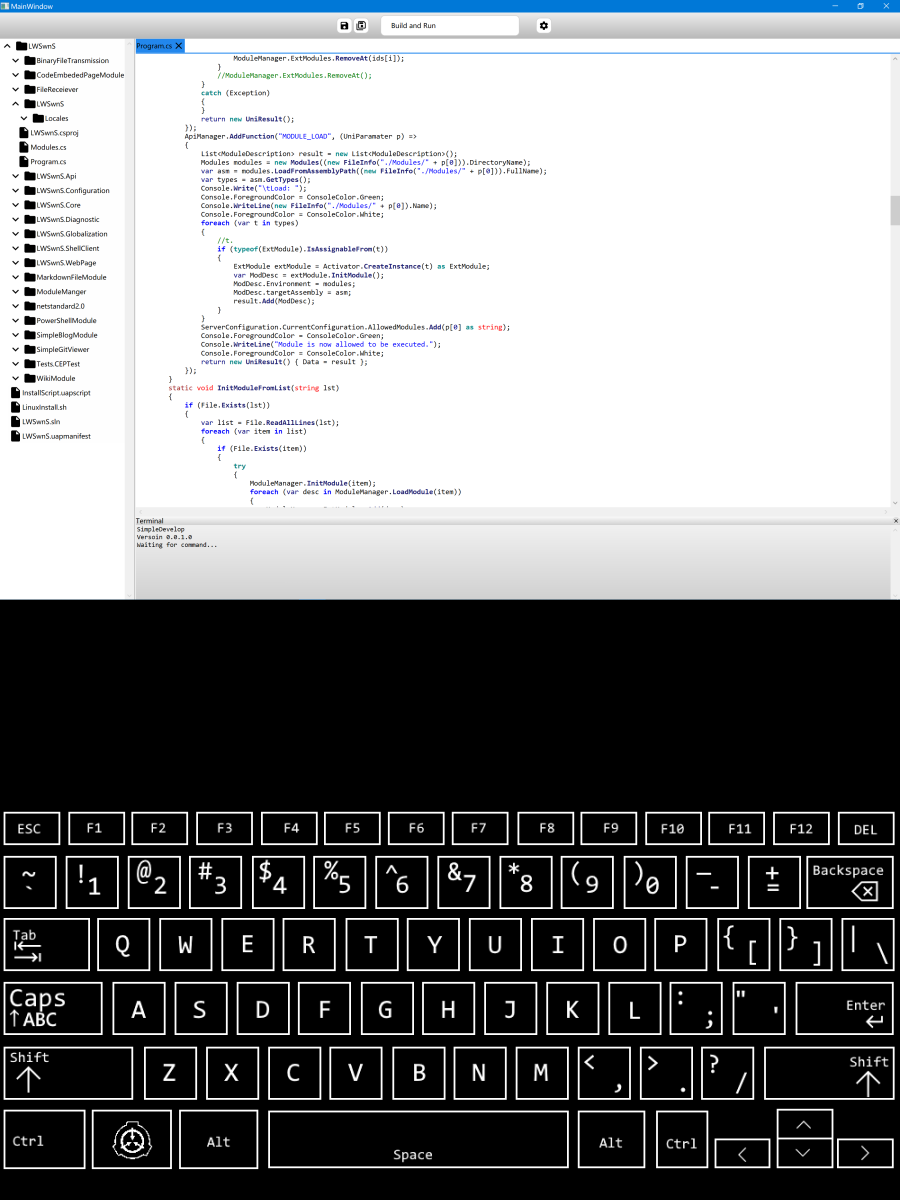 MainWindow
Build and Run
LWSwnS
BinaryFileTransmission
CodeEmbededPageModule
FileReceiever
LWSwnS
Locales
LWSwnS.csproj
Modules.cs
Program.cs
LWSwnS.Api
LWSwnS.Configuration
LWSwnS.Core
LWSwnS.Diagnostic
LWSwnS.Globalization
LWSwnS.ShellClient
LWSwnS.WebPage
MarkdownFileModule
ModuleManger
netstandard2.0
PowerShellModule
SimpleBlogModule
SimpleGitViewer
Tests.CEPTest
WikiModule
InstallScript.uapscript
LinuxInstall.sh
LWSwnS.sln
LWSwnS.uapmanifest
Program.cs
ModuleManager.ExtModules.RemoveAt(ids[i]);
}
//ModuleManager.ExtModules.RemoveAt();
}
catch (Exception)
{
}
return new UniResult();
});
ApiManager.AddFunction("MODULE_LOAD", (UniParamater p) =>
{
List<ModuleDescription> result = new List<ModuleDescription>();
Modules modules = new Modules((new FileInfo("./Modules/" + p[0])).DirectoryName);
var asm = modules.LoadFromAssemblyPath((new FileInfo("./Modules/" + p[0])).FullName);
var types = asm.GetTypes();
Console.Write("\tLoad: ");
Console.ForegroundColor = ConsoleColor.Green;
Console.WriteLine(new FileInfo("./Modules/" + p[0]).Name);
Console.ForegroundColor = ConsoleColor.White;
foreach (var t in types)
{
//t.
if (typeof(ExtModule).IsAssignableFrom(t))
{
ExtModule extModule = Activator.CreateInstance(t) as ExtModule;
var ModDesc = extModule.InitModule();
ModDesc.Environment = modules;
ModDesc.targetAssembly = asm;
result.Add(ModDesc);
}
}
ServerConfiguration.CurrentConfiguration.AllowedModules.Add(p[0] as string);
Console.ForegroundColor = ConsoleColor.Green;
Console.WriteLine("Module is now allowed to be executed.");
Console.ForegroundColor = ConsoleColor.White;
return new UniResult() { Data = result };
});
}
static void InitModuleFromList(string lst)
{
if (File.Exists(lst))
{
var list = File.ReadAllLines(lst);
foreach (var item in list)
{
if (File.Exists(item))
{
try
{
ModuleManager.InitModule(item);
foreach (var desc in ModuleManager.LoadModule(item))
{
Terminal
SimpleDevelop
Versoin 0.0.1.0
Waiting for command...
ESC F1 F2 F3 F4 F5 F6 F7 F8 F9 F10 F11 F12 DEL
~ ` ! 1 @ 2 # 3 $ 4 % 5 ^ 6 & 7 * 8 ( 9 ) 0 _ - + = Backspace
Tab Q W E R T Y U I O P { [ } ] | \
Caps ↑ABC A S D F G H J K L : ; " ' Enter
Shift Z X C V B N M < , > . ? / Shift
Ctrl Alt Space Alt Ctrl